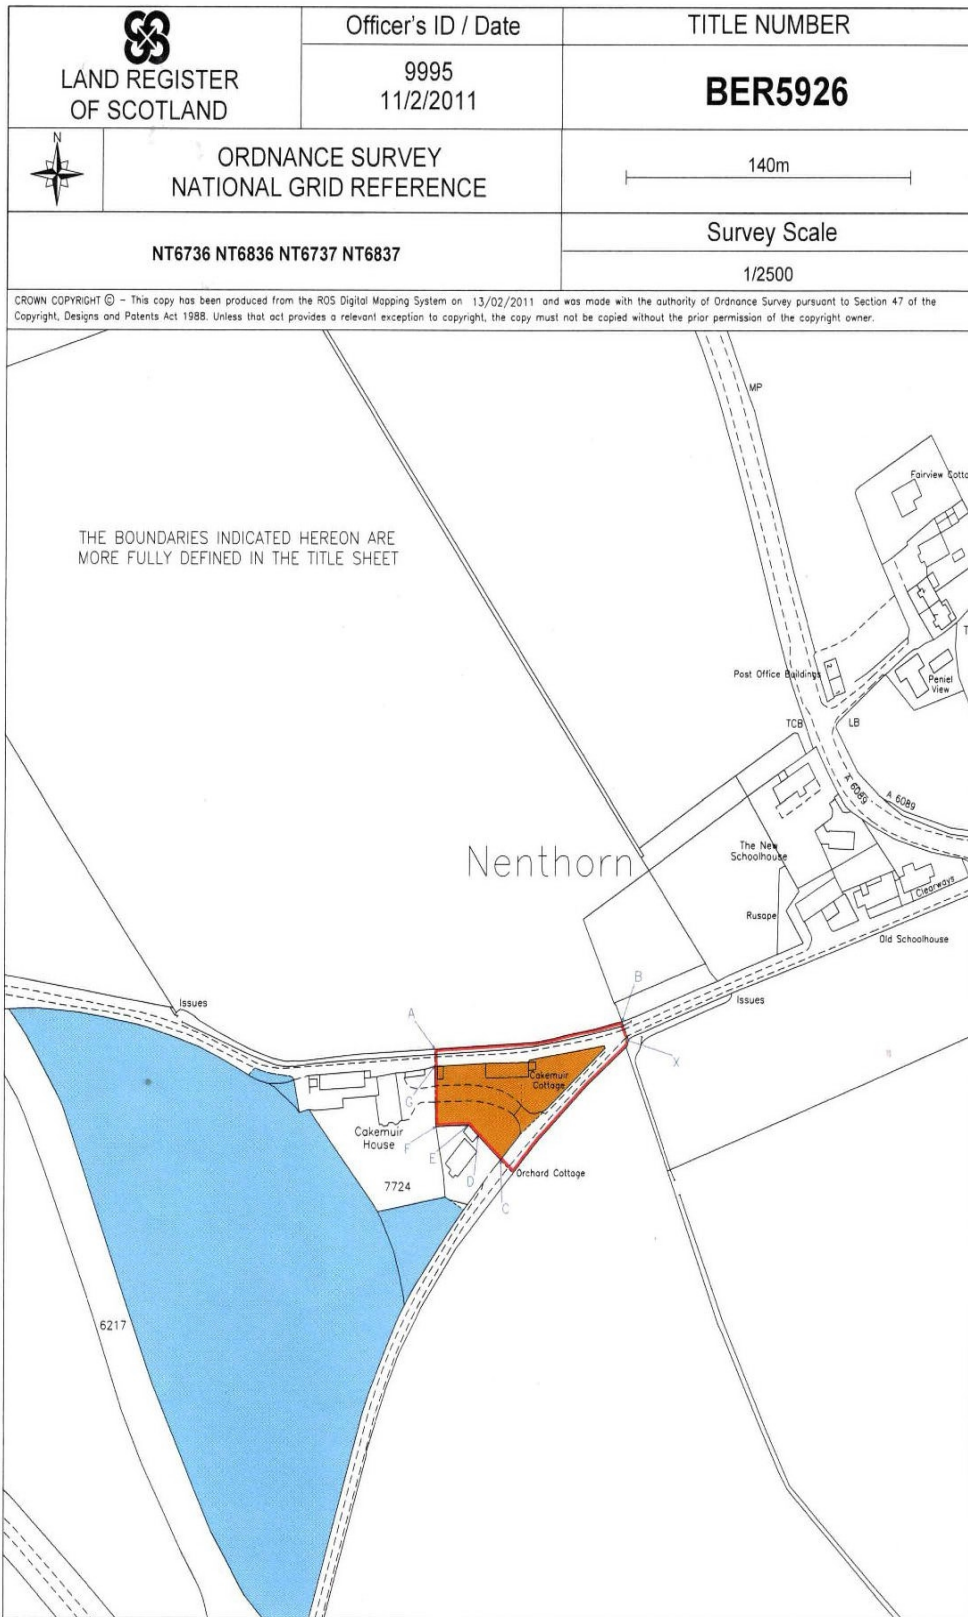 LAND REGISTER
OF SCOTLAND
Officer's ID / Date
9995
11/2/2011
TITLE NUMBER
BER5926
N
ORDNANCE SURVEY
NATIONAL GRID REFERENCE
140m
NT6736 NT6836 NT6737 NT6837
Survey Scale
1/2500
CROWN COPYRIGHT © – This copy has been produced from the ROS Digital Mapping System on 13/02/2011 and was made with the authority of Ordnance Survey pursuant to Section 47 of the
Copyright, Designs and Patents Act 1988. Unless that act provides a relevant exception to copyright, the copy must not be copied without the prior permission of the copyright owner.
MP
Fairview Cotta
THE BOUNDARIES INDICATED HEREON ARE
MORE FULLY DEFINED IN THE TITLE SHEET
T
Post Office Buildings
2
1
Peniel
View
TCB
LB
A 6089
A 6089
The New
Schoolhouse
Nenthorn
Clearways
Rusape
Old Schoolhouse
B
Issues
Issues
A
X
Cakemuir
Cottage
G
Cakemuir
House
F
E
D
Orchard Cottage
7724
C
6217